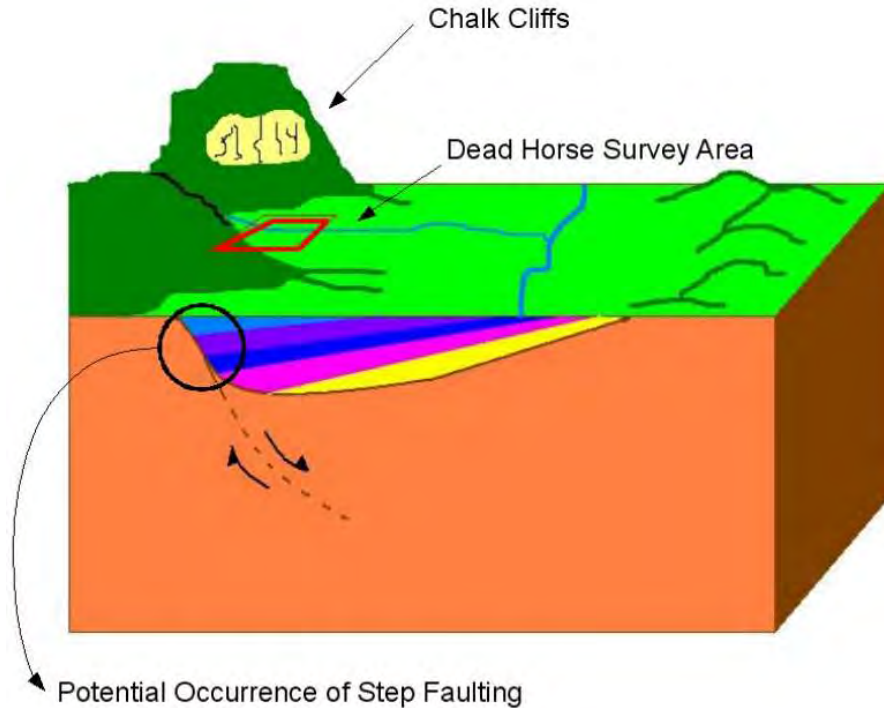 Chalk Cliffs
Dead Horse Survey Area
Potential Occurrence of Step Faulting